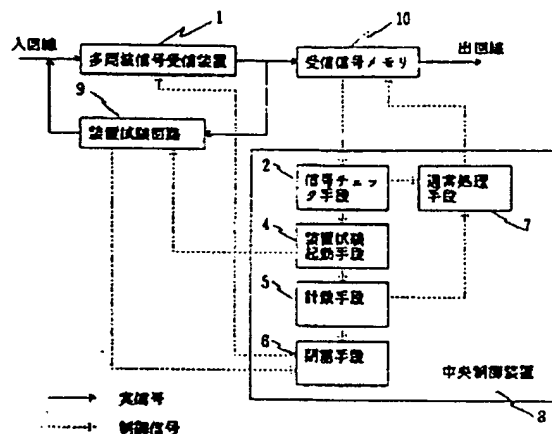 1
10
入回線
多周波信号受信装置
受信信号メモリ
出回線
9
装置試験回路
2
信号チェッ
ク手段
通常処理
手段
7
4
装置試験
起動手段
5
計数手段
6
閉塞手段
中央制御装置
8
実信号
制御信号